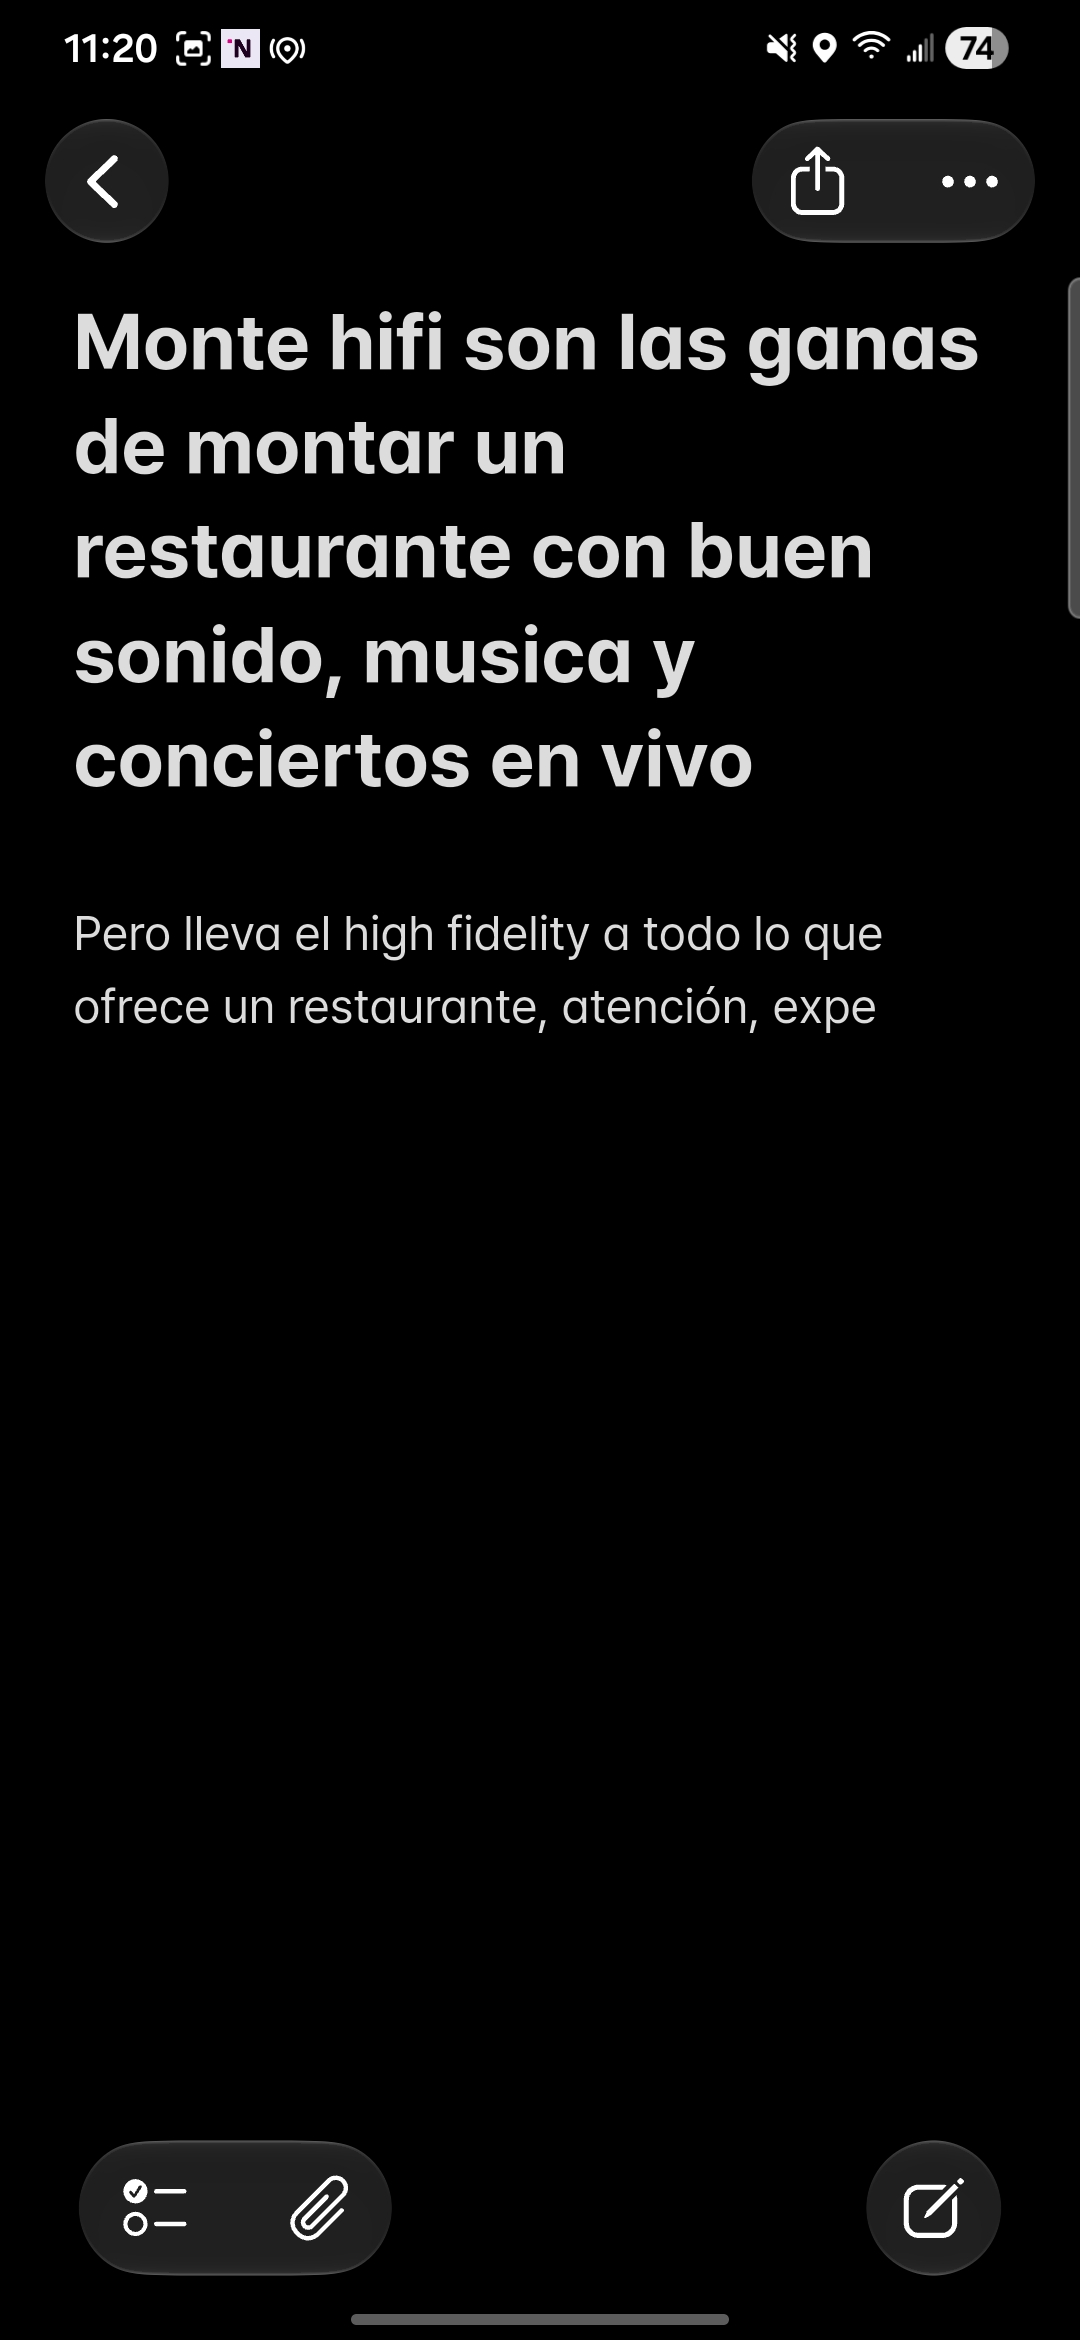 11:20
N
74
Monte hifi son las ganas
de montar un
restaurante con buen
sonido, musica y
conciertos en vivo
Pero lleva el high fidelity a todo lo que
ofrece un restaurante, atención, expe